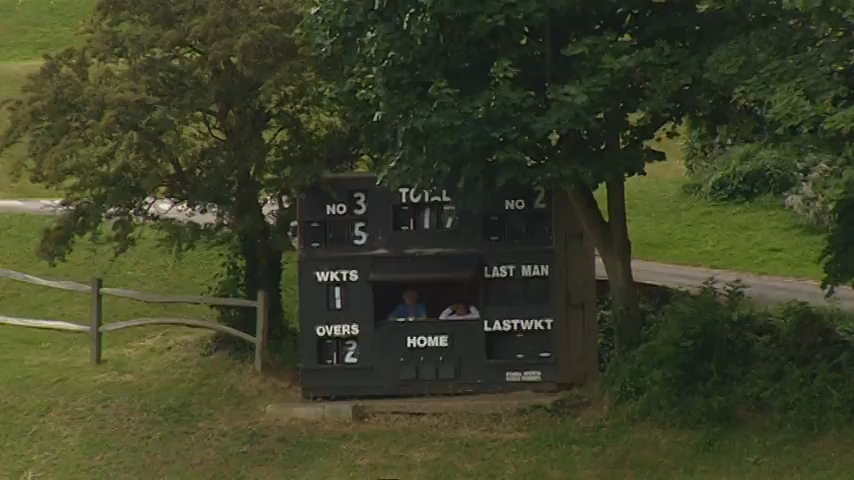 NO 3 TOTAL NO 2
5 17
WKTS LAST MAN
1
OVERS LASTWKT
2
HOME